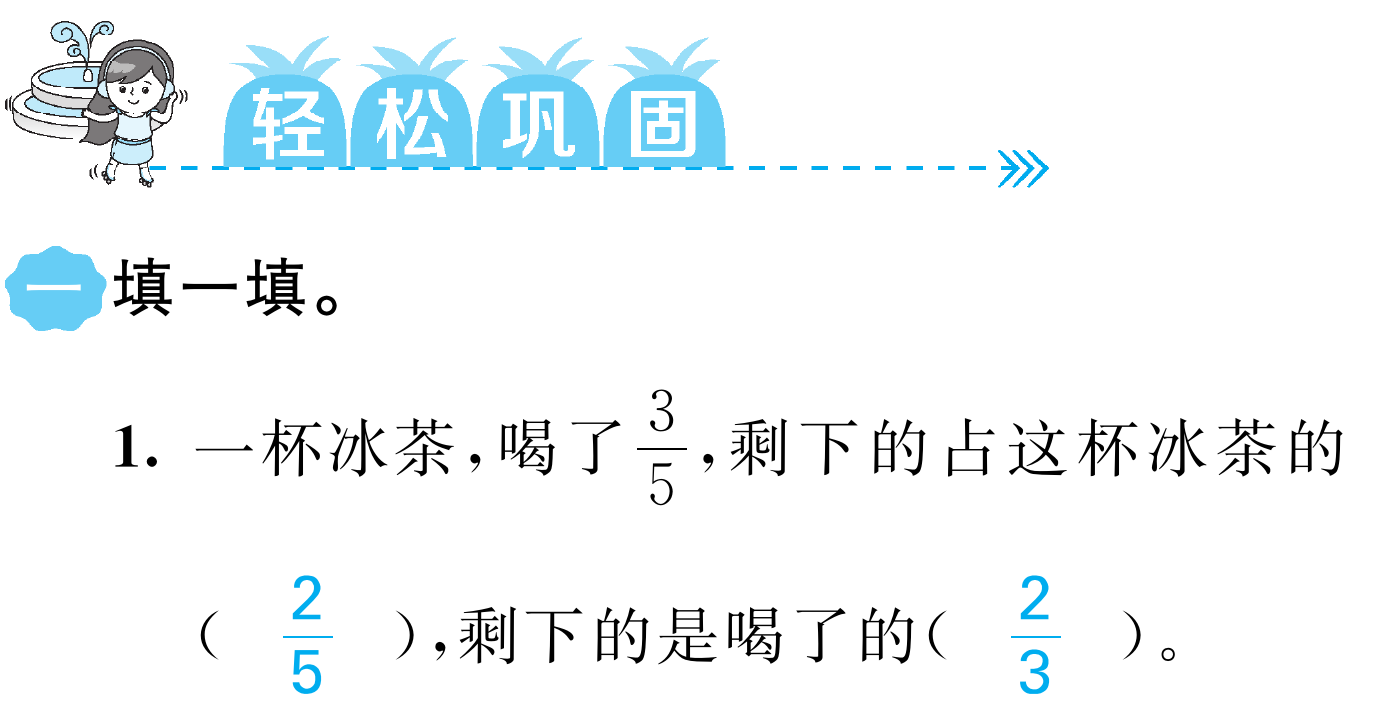 轻松巩固
一 填一填。
1. 一杯冰茶,喝了3/5,剩下的占这杯冰茶的
( 2/5 ),剩下的是喝了的( 2/3 )。